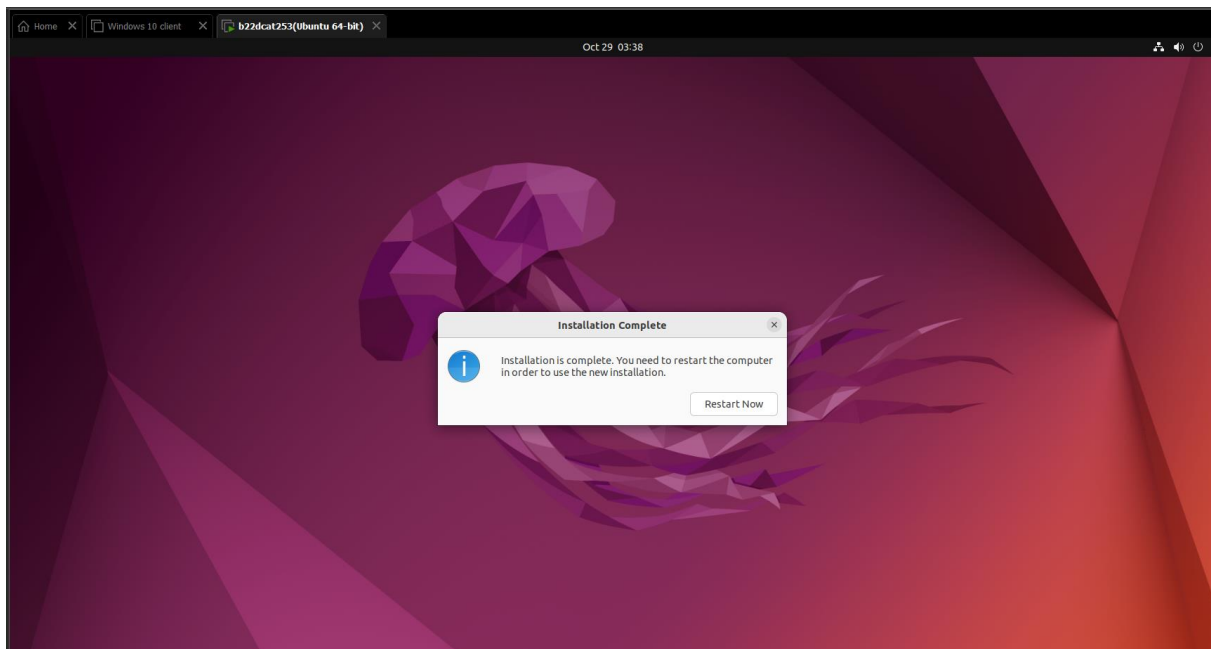 Home
Windows 10 client
b22dcat253(Ubuntu 64-bit)
Oct 29 03:38
Installation Complete
Installation is complete. You need to restart the computer
in order to use the new installation.
Restart Now